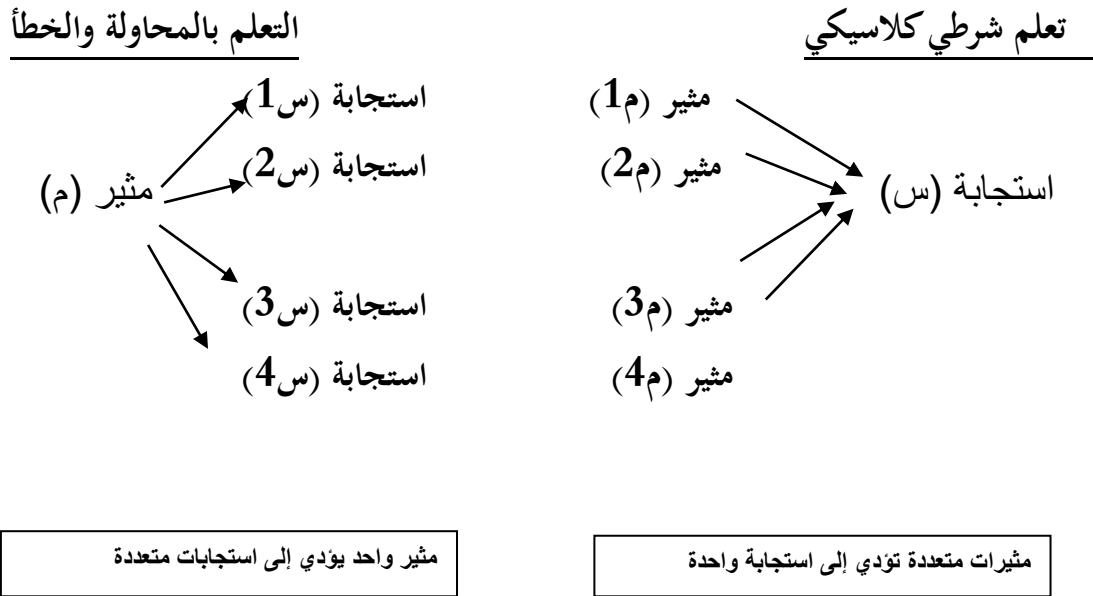 تعلم شرطي كلاسيكي
مثير (م1)
مثير (م2)
استجابة (س)
مثير (م3)
مثير (م4)
مثيرات متعددة تؤدي إلى استجابة واحدة
التعلم بالمحاولة والخطأ
استجابة (س1)
استجابة (س2)
مثير (م)
استجابة (س3)
استجابة (س4)
مثير واحد يؤدي إلى استجابات متعددة